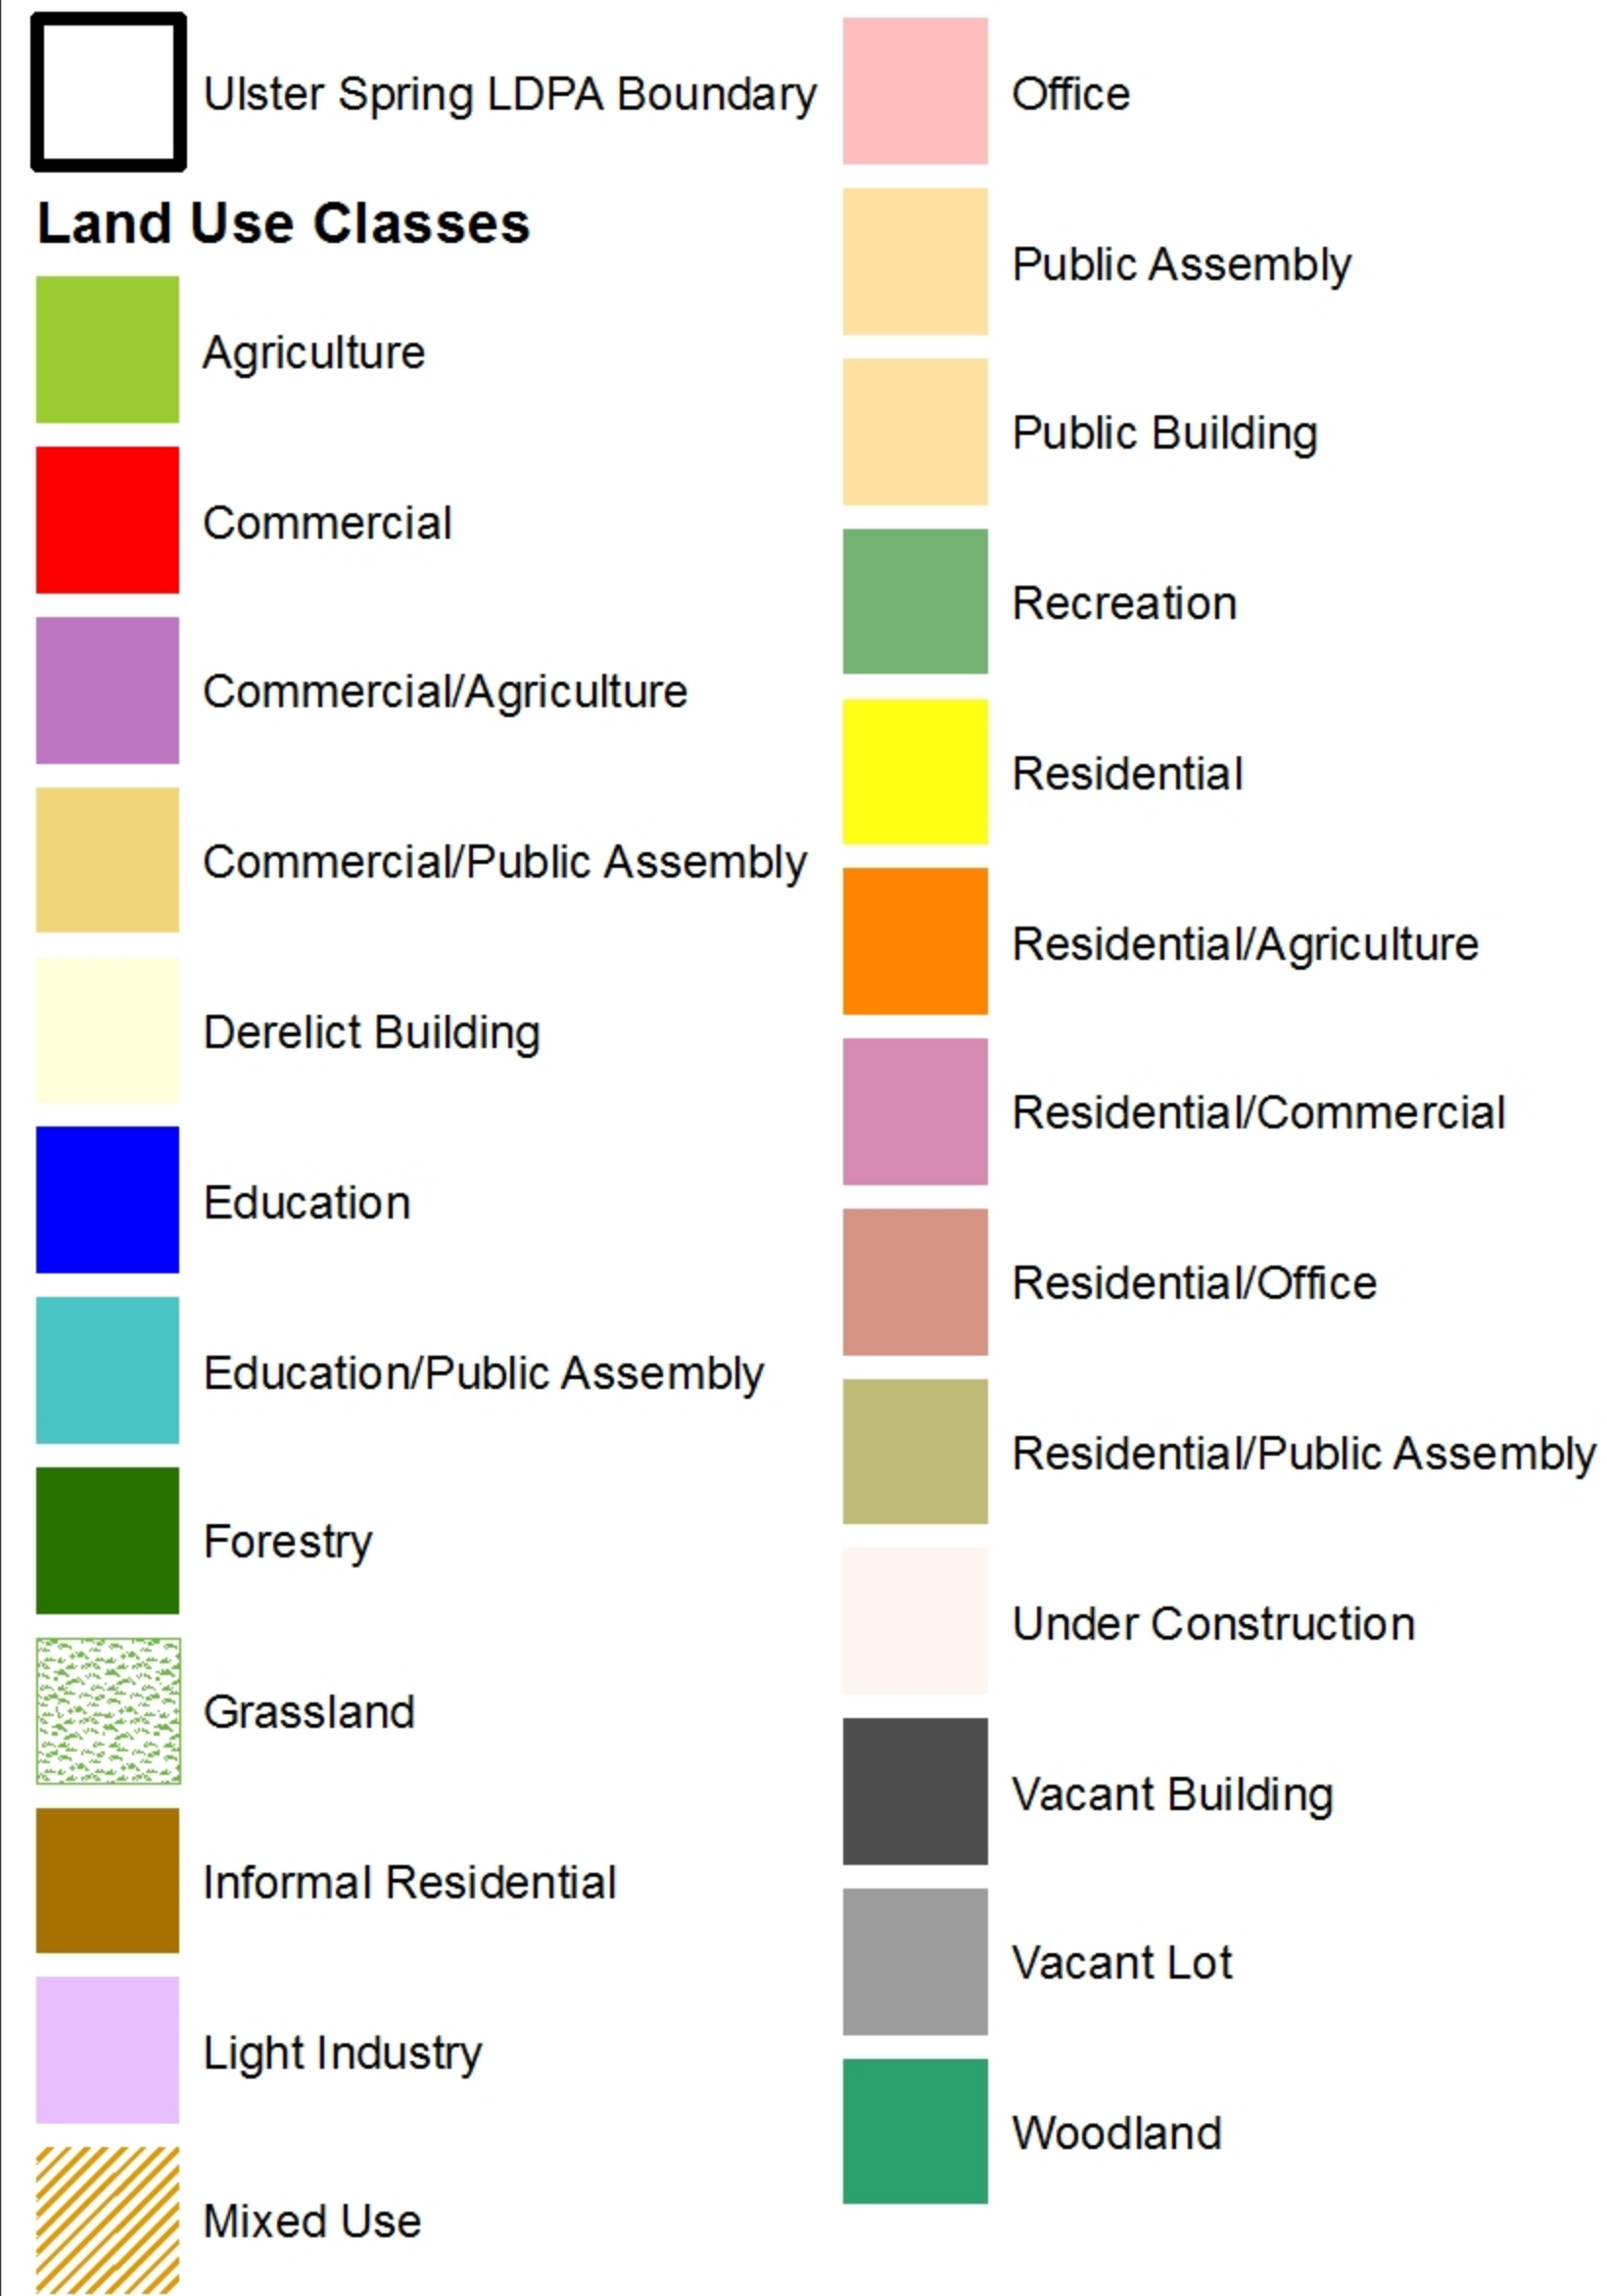 Ulster Spring LDPA Boundary
Land Use Classes
Agriculture
Commercial
Commercial/Agriculture
Commercial/Public Assembly
Derelict Building
Education
Education/Public Assembly
Forestry
Grassland
Informal Residential
Light Industry
Mixed Use
Office
Public Assembly
Public Building
Recreation
Residential
Residential/Agriculture
Residential/Commercial
Residential/Office
Residential/Public Assembly
Under Construction
Vacant Building
Vacant Lot
Woodland